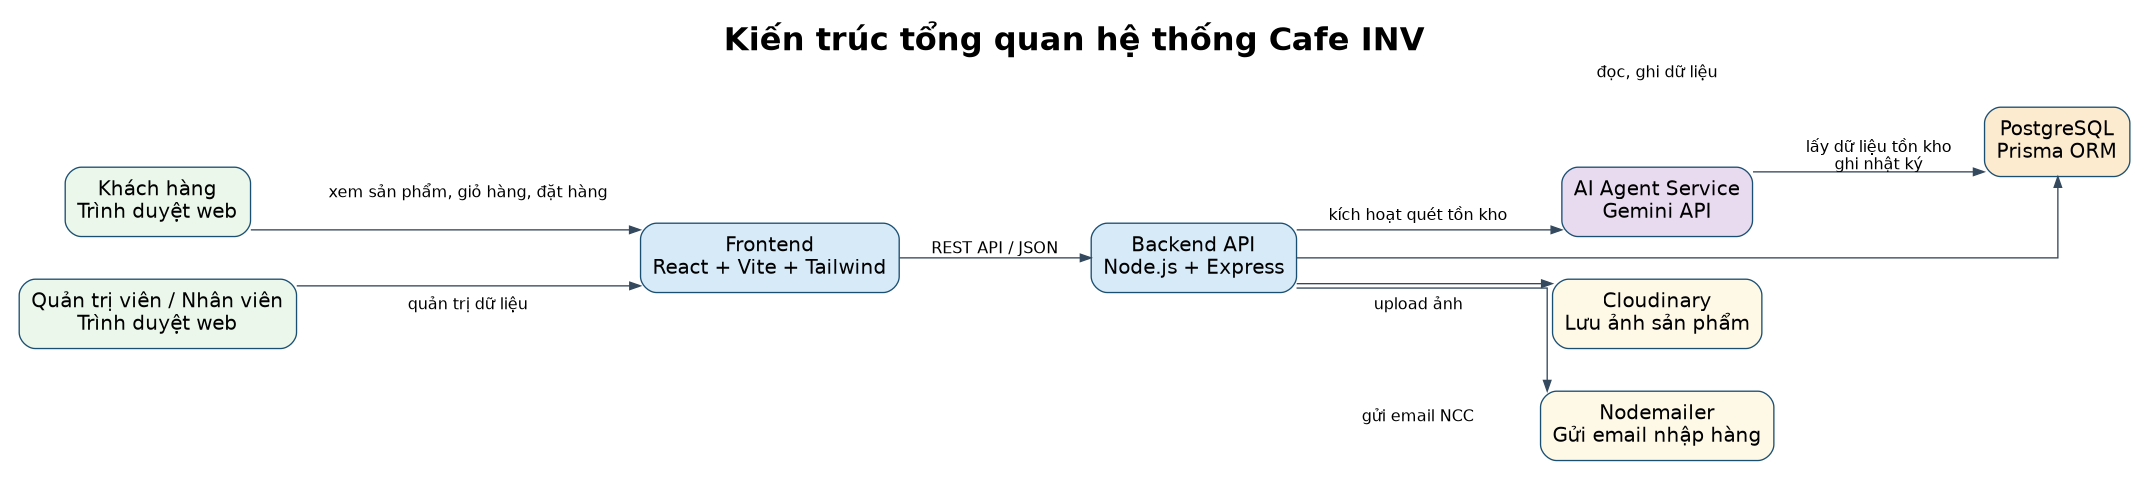 Kiến trúc tổng quan hệ thống Cafe INV
đọc, ghi dữ liệu
PostgreSQL
Prisma ORM
lấy dữ liệu tồn kho
ghi nhật ký
Khách hàng
Trình duyệt web
xem sản phẩm, giỏ hàng, đặt hàng
AI Agent Service
Gemini API
kích hoạt quét tồn kho
Frontend
React + Vite + Tailwind
REST API / JSON
Backend API
Node.js + Express
Quản trị viên / Nhân viên
Trình duyệt web
quản trị dữ liệu
upload ảnh
Cloudinary
Lưu ảnh sản phẩm
gửi email NCC
Nodemailer
Gửi email nhập hàng